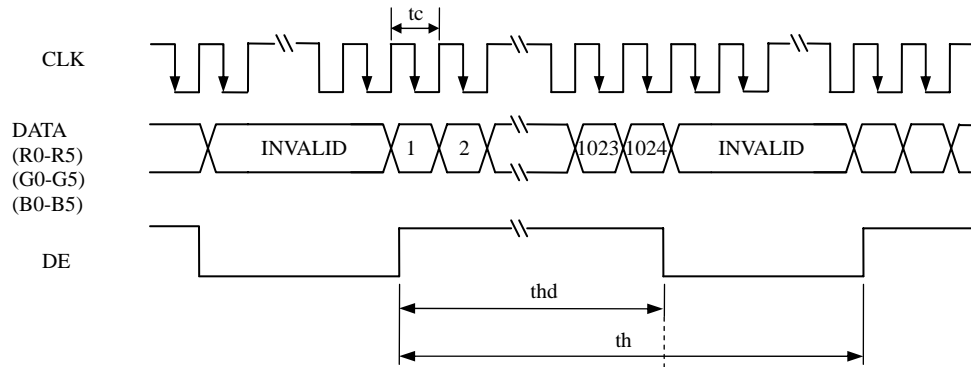 tc
CLK
DATA
(R0-R5)
(G0-G5)
(B0-B5)
INVALID 1 2 1023 1024 INVALID
DE
thd
th